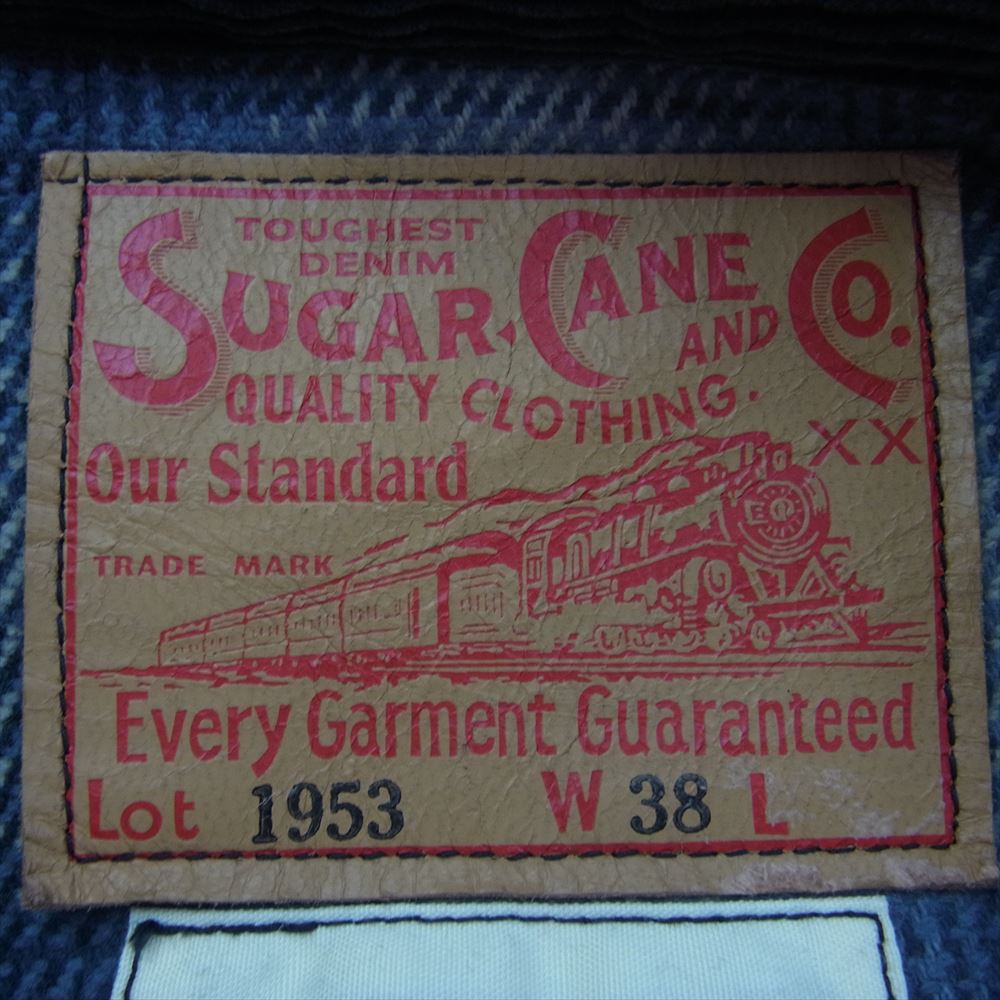 TOUGHEST
DENIM
SUGAR CANE CO.
AND
QUALITY CLOTHING.
XX
Our Standard
TRADE MARK
Every Garment Guaranteed
Lot 1953 W 38 L